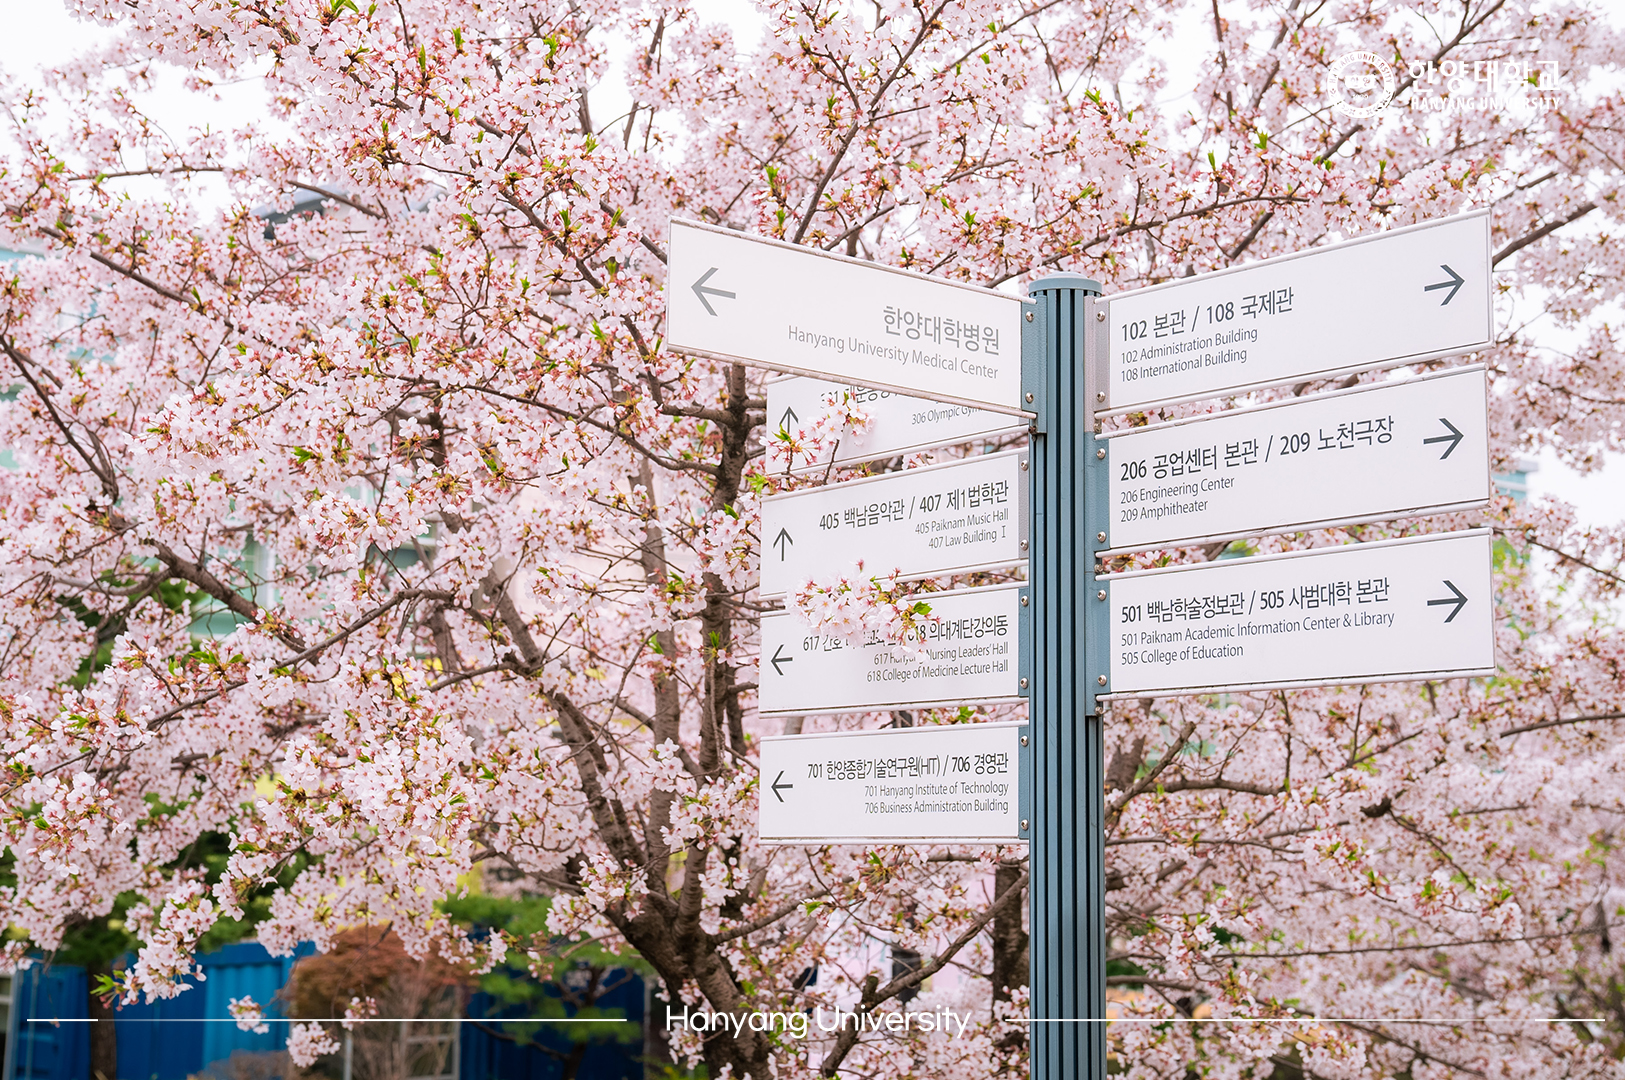 한양대학교
HANYANG UNIVERSITY
한양대학병원
Hanyang University Medical Center
306 Olympic
405 백남음악관 / 407 제1법학관
405 Paiknam Music Hall
407 Law Building Ⅰ
617 618 의대계단강의동
617 Nursing Leaders' Hall
618 College of Medicine Lecture Hall
701 한양종합기술연구원(HIT) / 706 경영관
701 Hanyang Institute of Technology
706 Business Administration Building
102 본관 / 108 국제관
102 Administration Building
108 International Building
206 공업센터 본관 / 209 노천극장
206 Engineering Center
209 Amphitheater
501 백남학술정보관 / 505 사범대학 본관
501 Paiknam Academic Information Center & Library
505 College of Education
Hanyang University